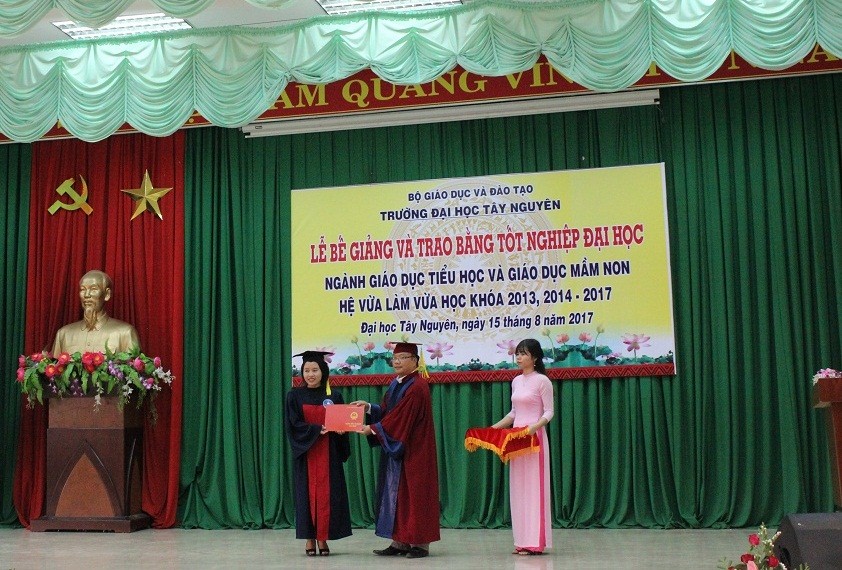 AM QUANG VIN
BỘ GIÁO DỤC VÀ ĐÀO TẠO
TRƯỜNG ĐẠI HỌC TÂY NGUYÊN
LỄ BẾ GIẢNG VÀ TRAO BẰNG TỐT NGHIỆP ĐẠI HỌC
NGÀNH GIÁO DỤC TIỂU HỌC VÀ GIÁO DỤC MẦM NON
HỆ VỪA LÀM VỪA HỌC KHÓA 2013, 2014 - 2017
Đại học Tây Nguyên, ngày 15 tháng 8 năm 2017